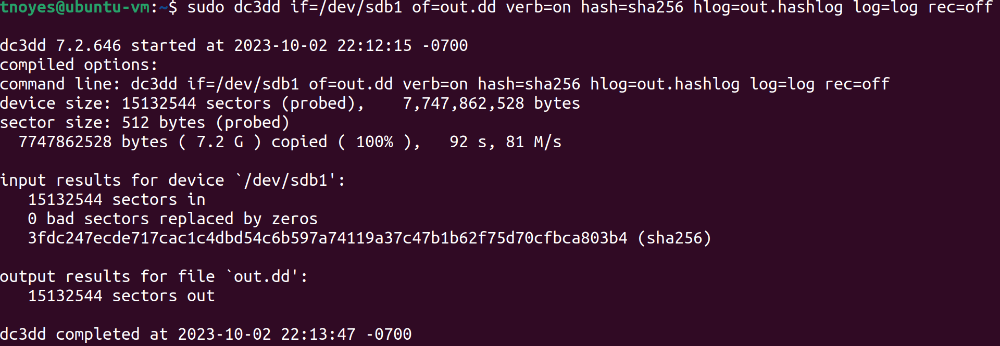 tnoyes@ubuntu-vm:~$ sudo dc3dd if=/dev/sdb1 of=out.dd verb=on hash=sha256 hlog=out.hashlog log=log rec=off
dc3dd 7.2.646 started at 2023-10-02 22:12:15 -0700
compiled options:
command line: dc3dd if=/dev/sdb1 of=out.dd verb=on hash=sha256 hlog=out.hashlog log=log rec=off
device size: 15132544 sectors (probed),    7,747,862,528 bytes
sector size: 512 bytes (probed)
  7747862528 bytes ( 7.2 G ) copied ( 100% ),   92 s, 81 M/s
input results for device `/dev/sdb1':
   15132544 sectors in
   0 bad sectors replaced by zeros
   3fdc247ecde717cac1c4dbd54c6b597a74119a37c47b1b62f75d70cfbca803b4 (sha256)
output results for file `out.dd':
   15132544 sectors out
dc3dd completed at 2023-10-02 22:13:47 -0700